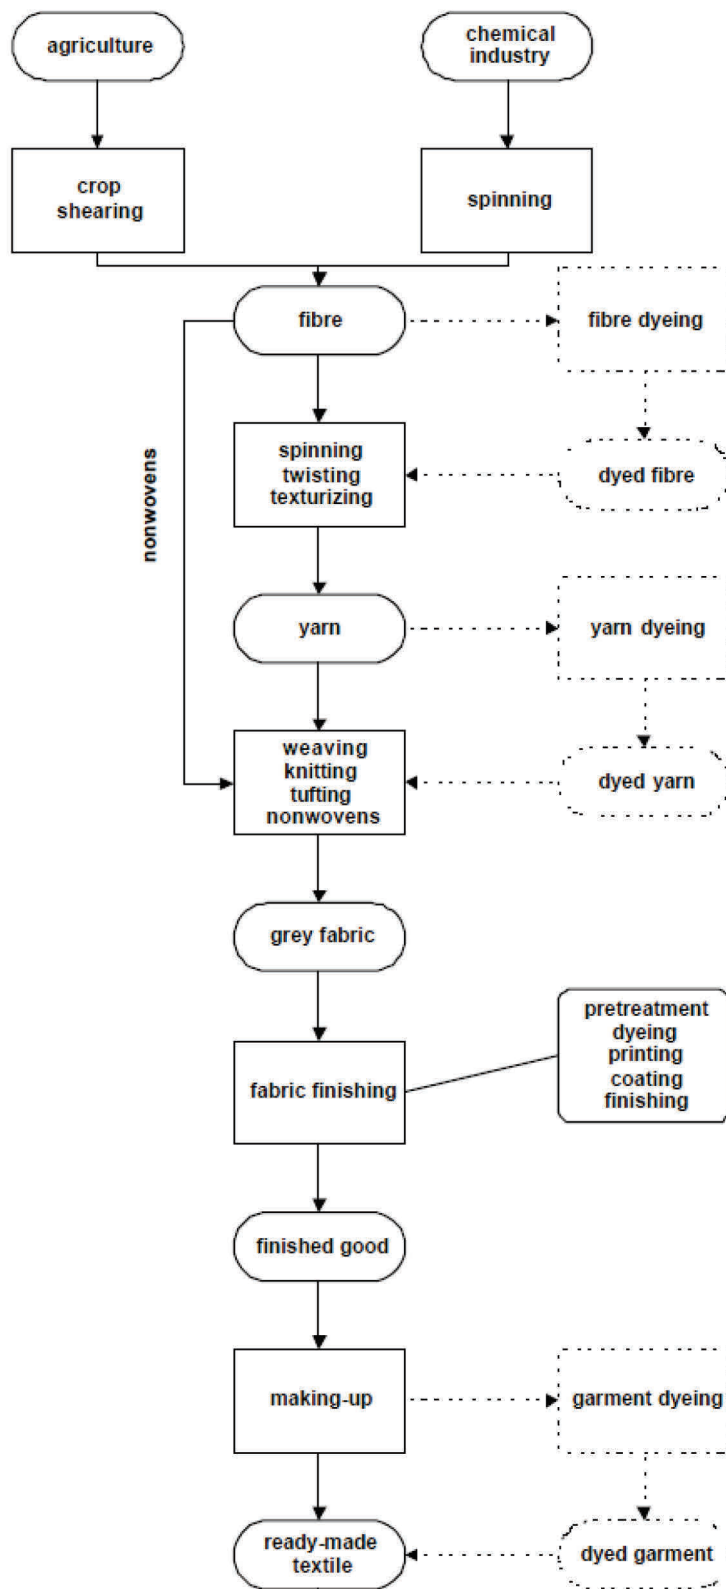 agriculture
chemical
industry
crop
shearing
spinning
fibre
fibre dyeing
nonwovens
spinning
twisting
texturizing
dyed fibre
yarn
yarn dyeing
weaving
knitting
tufting
nonwovens
dyed yarn
grey fabric
pretreatment
dyeing
printing
coating
finishing
fabric finishing
finished good
making-up
garment dyeing
ready-made
textile
dyed garment